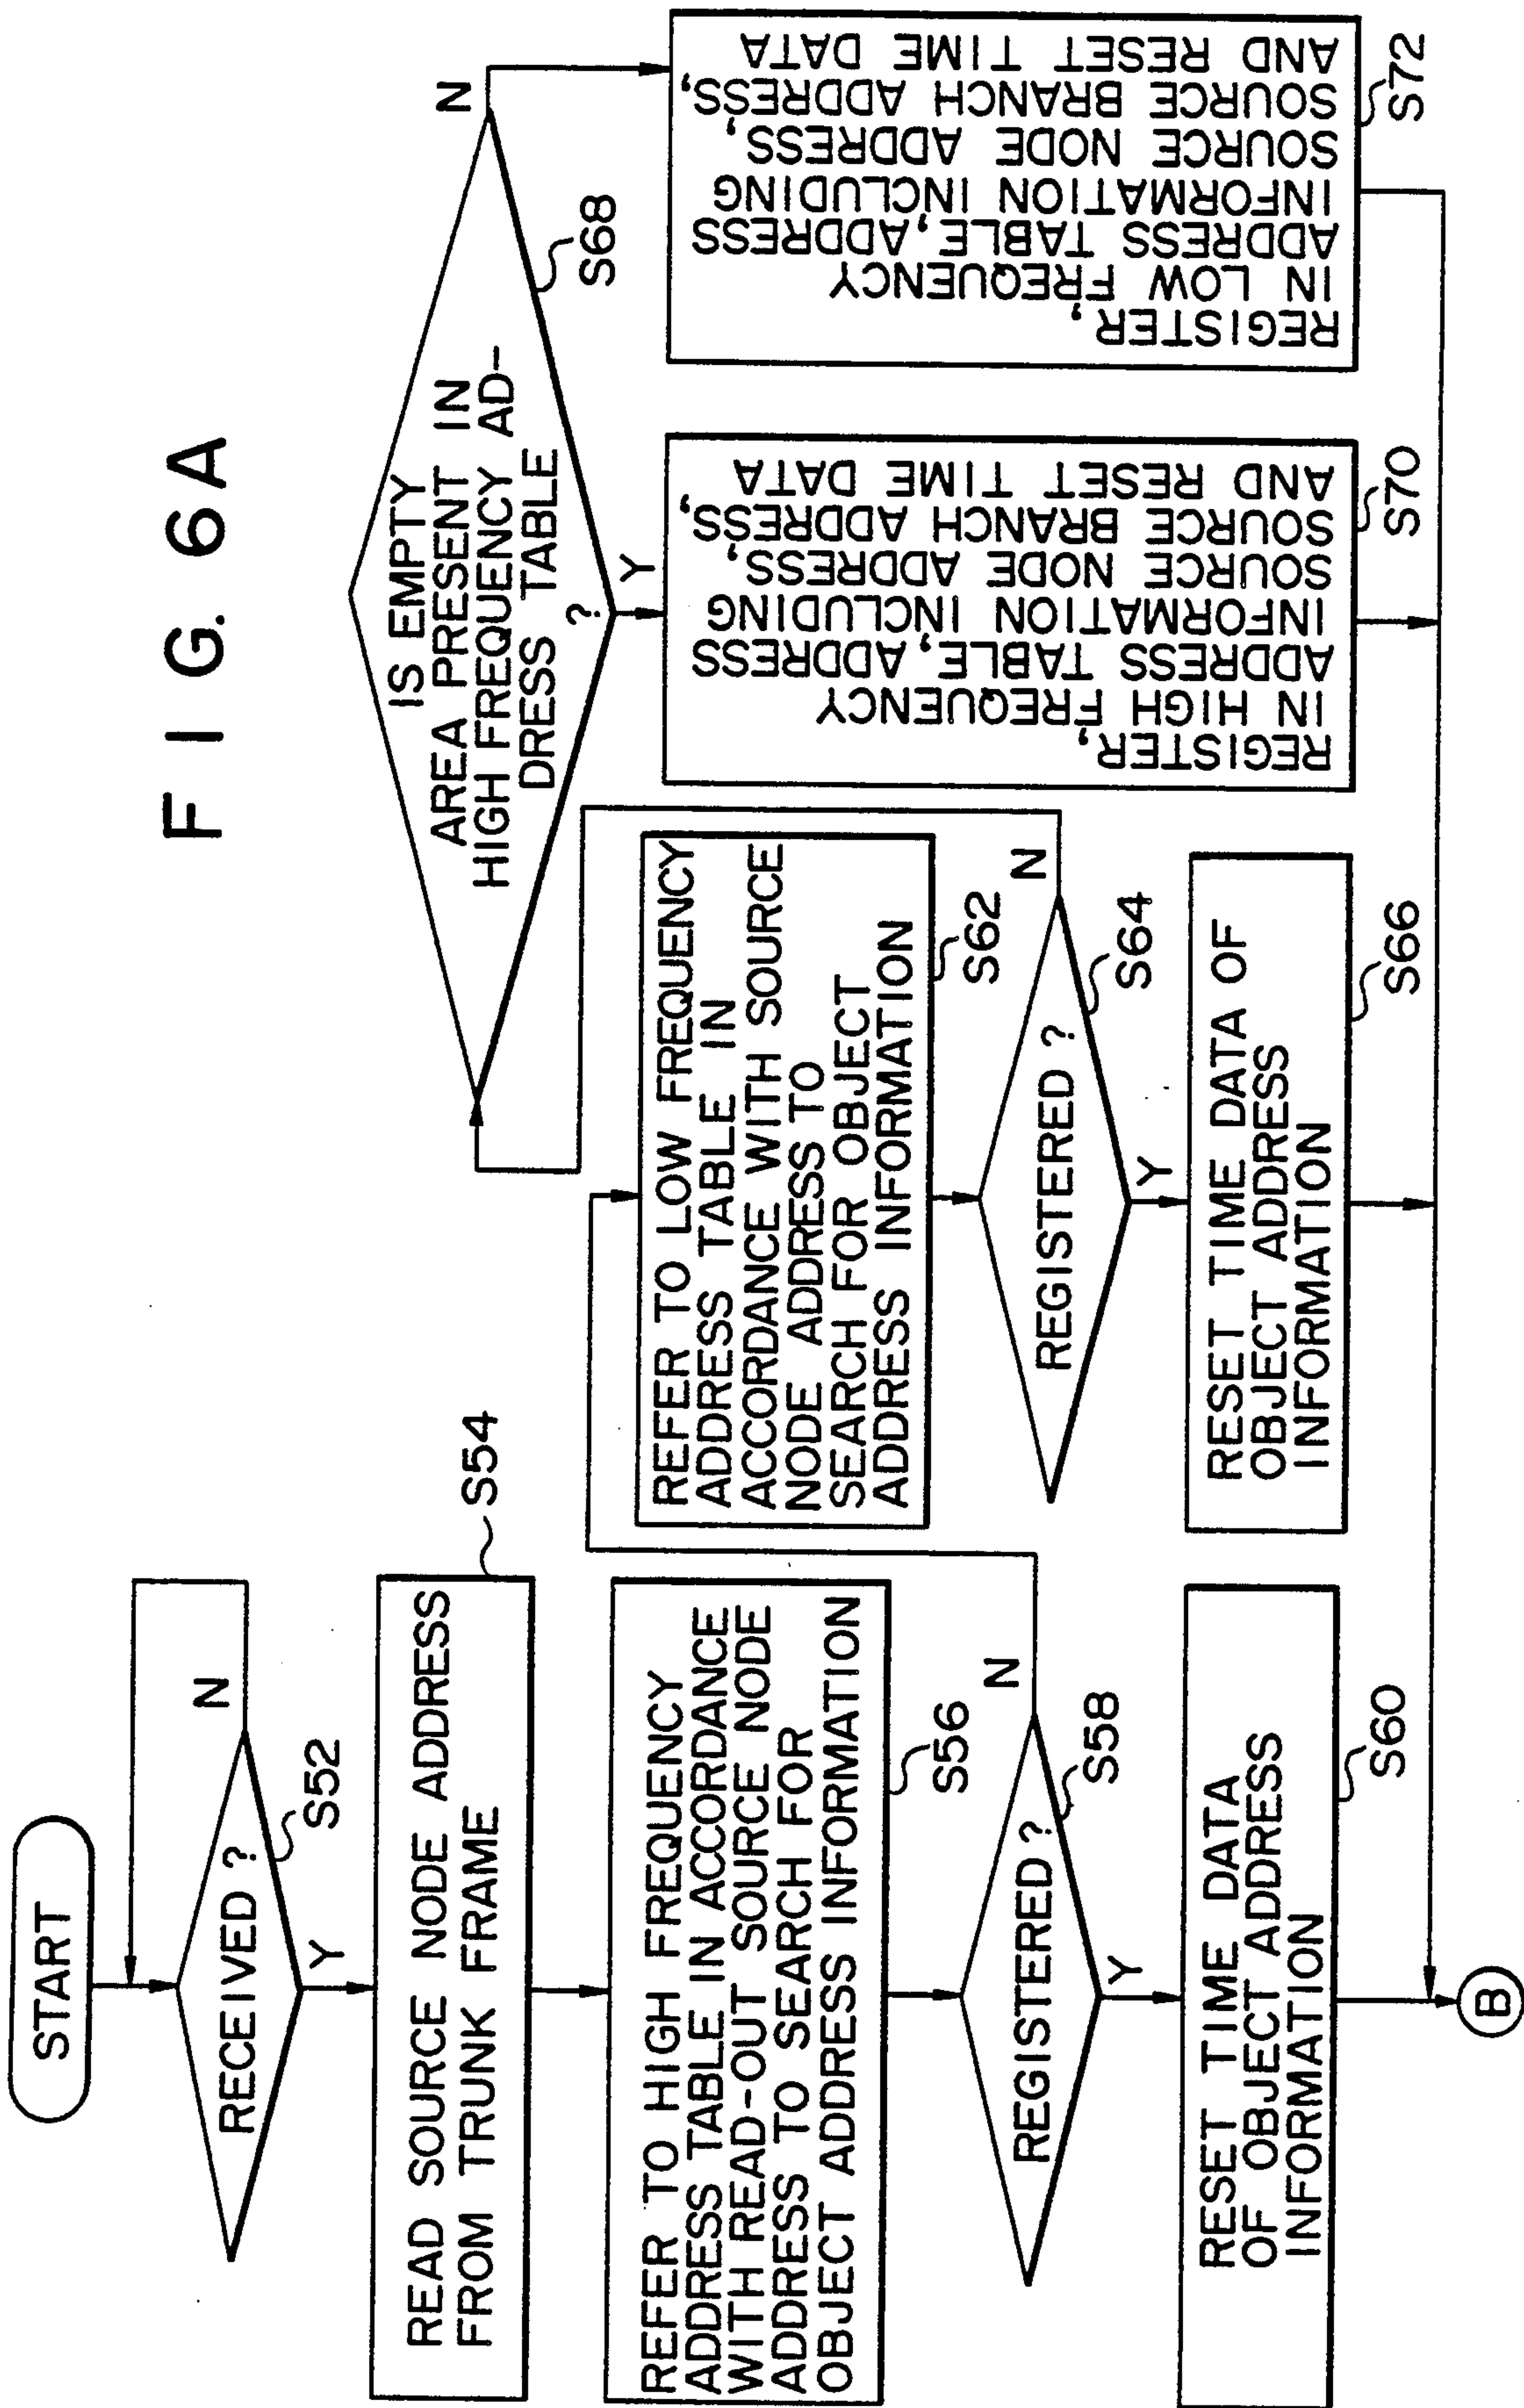 FIG. 6A
START
RECEIVED ?
N
S52
Y
READ SOURCE NODE ADDRESS
FROM TRUNK FRAME
S54
REFER TO HIGH FREQUENCY
ADDRESS TABLE IN ACCORDANCE
WITH READ-OUT SOURCE NODE
ADDRESS TO SEARCH FOR
OBJECT ADDRESS INFORMATION
S56
REGISTERED ?
N
S58
Y
RESET TIME DATA
OF OBJECT ADDRESS
INFORMATION
S60
B
REFER TO LOW FREQUENCY
ADDRESS TABLE IN
ACCORDANCE WITH SOURCE
NODE ADDRESS TO
SEARCH FOR OBJECT
ADDRESS INFORMATION
S62
REGISTERED ?
N
S64
Y
RESET TIME DATA OF
OBJECT ADDRESS
INFORMATION
S66
IS EMPTY
AREA PRESENT IN
HIGH FREQUENCY AD-
DRESS TABLE
?
N
S68
Y
REGISTER,
IN HIGH FREQUENCY
ADDRESS TABLE, ADDRESS
INFORMATION INCLUDING
SOURCE NODE ADDRESS,
SOURCE BRANCH ADDRESS,
AND RESET TIME DATA
S70
REGISTER,
IN LOW FREQUENCY
ADDRESS TABLE, ADDRESS
INFORMATION INCLUDING
SOURCE NODE ADDRESS,
SOURCE BRANCH ADDRESS,
AND RESET TIME DATA
S72